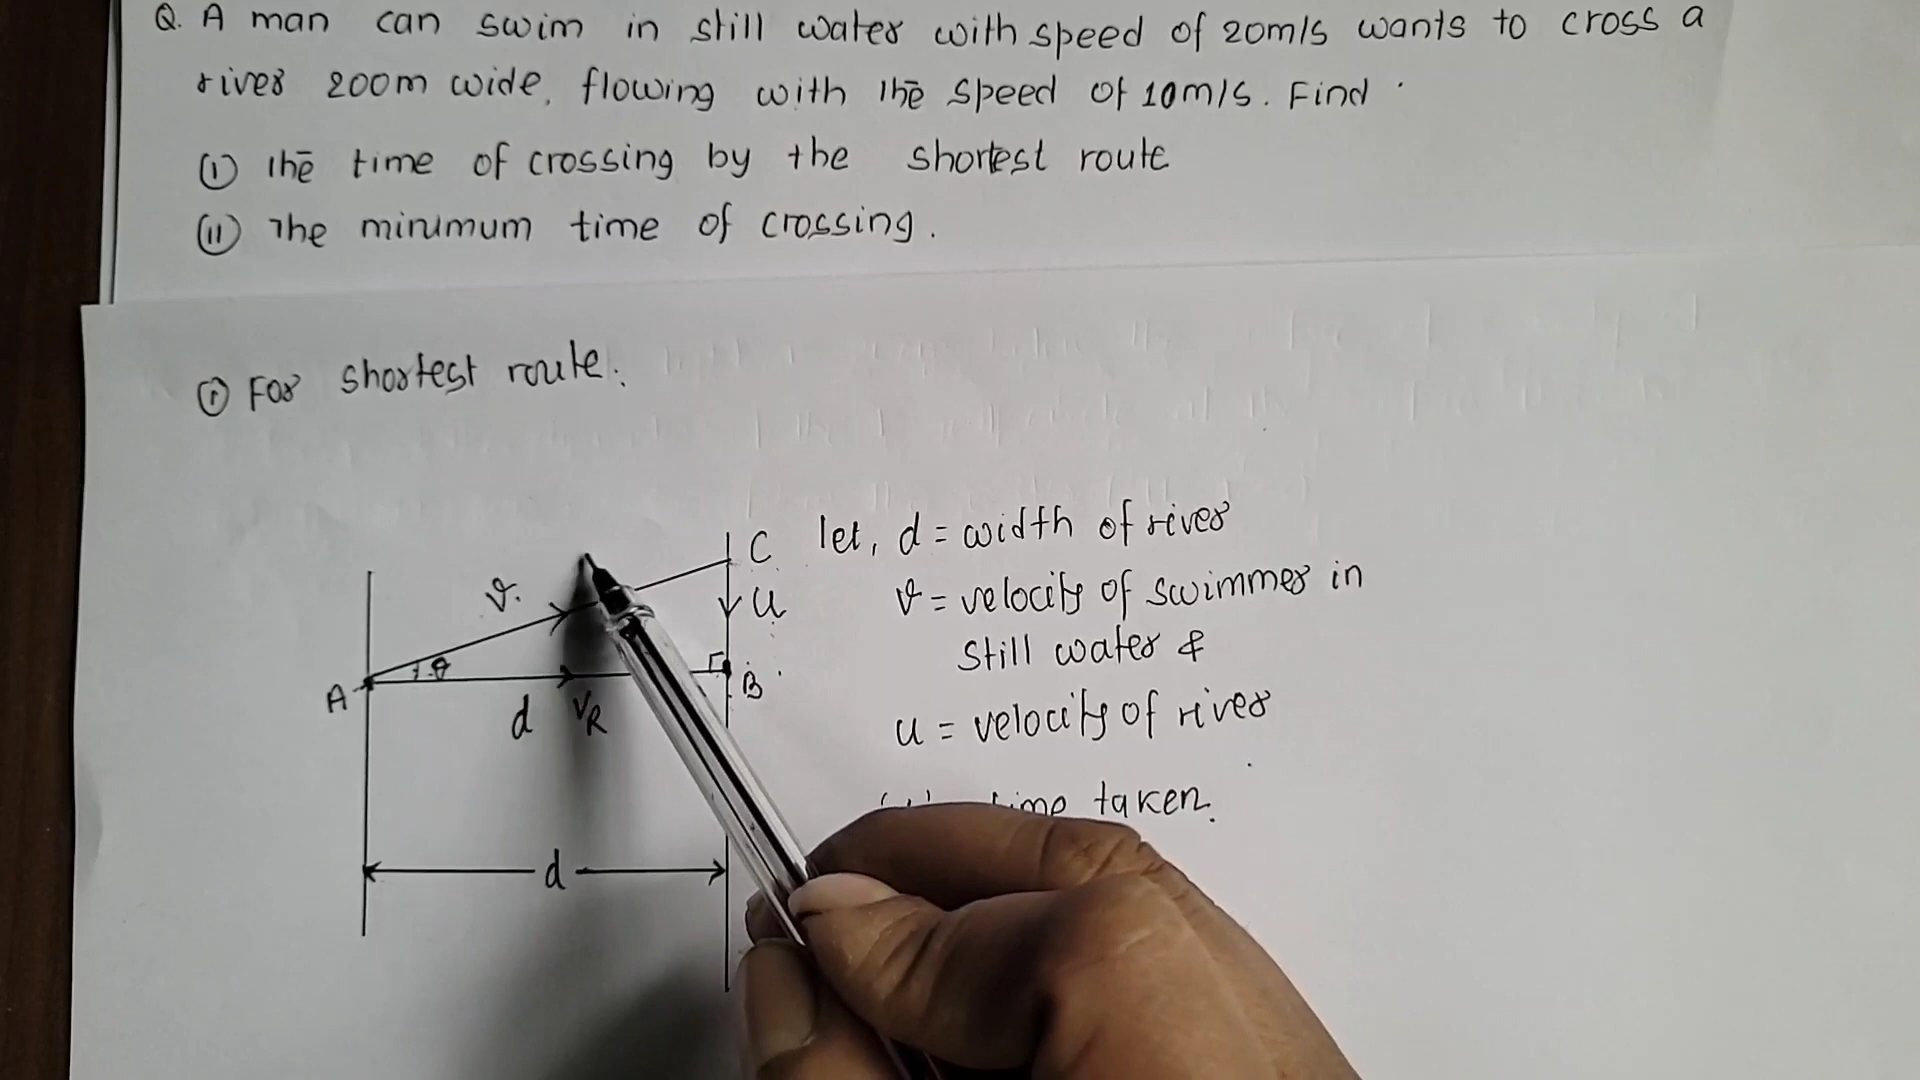 Q. A man can swim in still water with speed of 20m/s wants to cross a
river 200m wide, flowing with the speed of 10m/s. Find
(i) The time of crossing by the shortest route
(ii) The minimum time of crossing.
(i) For shortest route.
C
let, d = width of river
v
u
v = velocity of swimmer in
still water &
θ
A
B
d
VR
u = velocity of river
time taken.
d